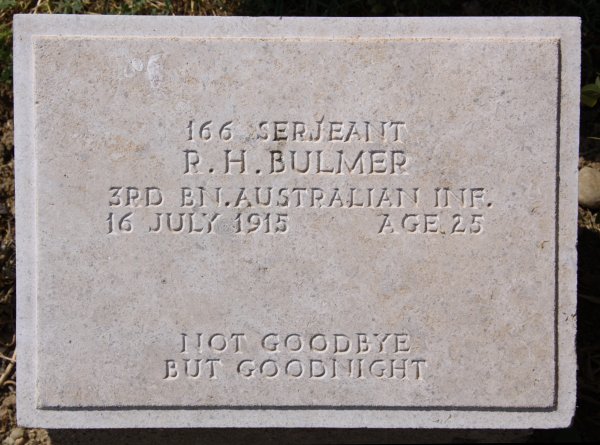 166 SERJEANT
R. H. BULMER
3RD BN. AUSTRALIAN INF.
16 JULY 1915 AGE 25
NOT GOODBYE
BUT GOODNIGHT